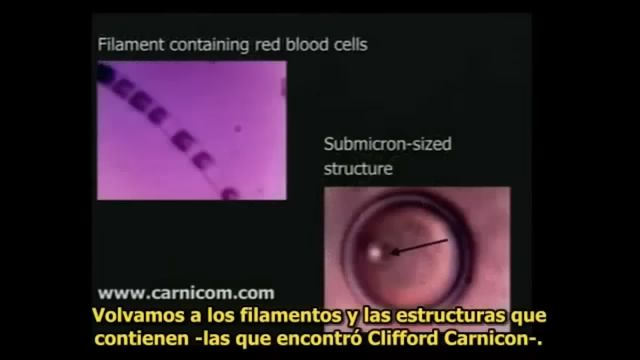 Filament containing red blood cells
Submicron-sized
structure
www.carnicom.com
Volvamos a los filamentos y las estructuras que
contienen -las que encontró Clifford Carnicon-.